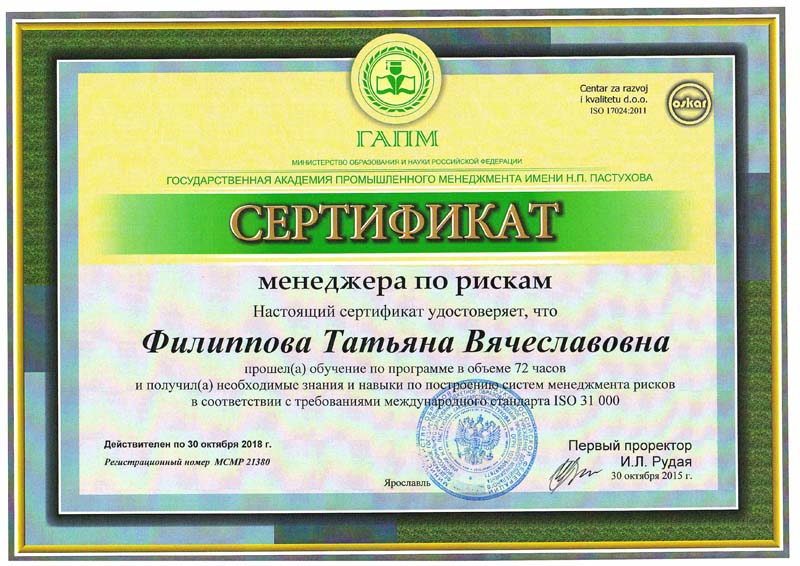 ГАПМ
Centar za razvoj
i kvalitetu d.o.o.
ISO 17024:2011
oskar
МИНИСТЕРСТВО ОБРАЗОВАНИЯ И НАУКИ РОССИЙСКОЙ ФЕДЕРАЦИИ
ГОСУДАРСТВЕННАЯ АКАДЕМИЯ ПРОМЫШЛЕННОГО МЕНЕДЖМЕНТА ИМЕНИ Н.П. ПАСТУХОВА
СЕРТИФИКАТ
менеджера по рискам
Настоящий сертификат удостоверяет, что
Филиппова Татьяна Вячеславовна
прошел(а) обучение по программе в объеме 72 часов
и получил(а) необходимые знания и навыки по построению систем менеджмента рисков
в соответствии с требованиями международного стандарта ISO 31 000
Действителен по 30 октября 2018 г.
Регистрационный номер МСМР 21380
Первый проректор
И.Л. Рудая
30 октября 2015 г.
Ярославль